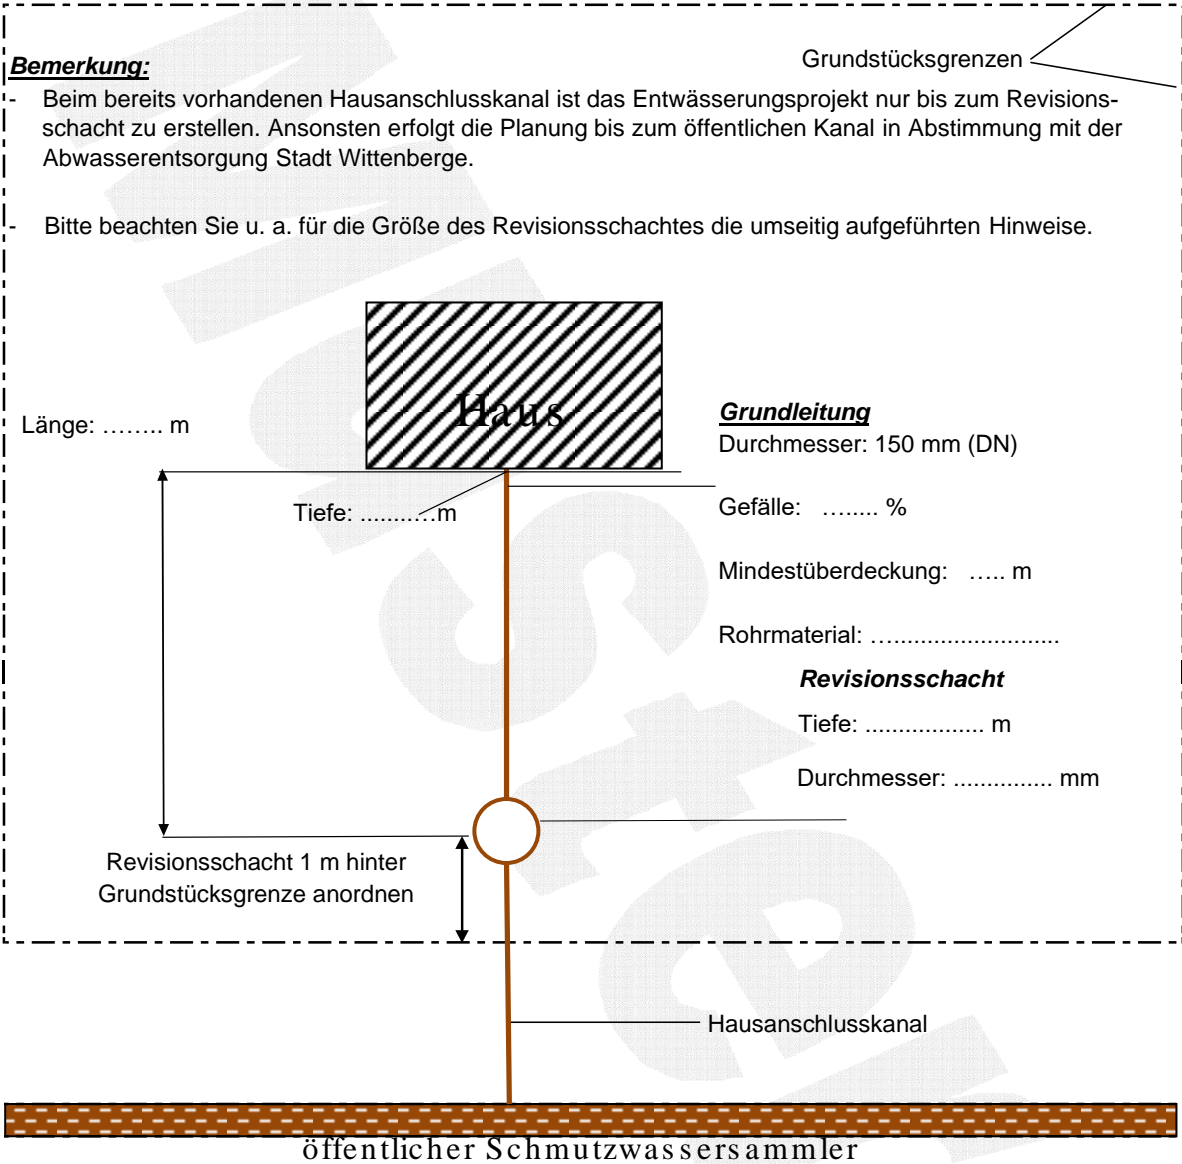 Grundstücksgrenzen
Bemerkung:
- Beim bereits vorhandenen Hausanschlusskanal ist das Entwässerungsprojekt nur bis zum Revisions-
schacht zu erstellen. Ansonsten erfolgt die Planung bis zum öffentlichen Kanal in Abstimmung mit der
Abwasserentsorgung Stadt Wittenberge.
- Bitte beachten Sie u. a. für die Größe des Revisionsschachtes die umseitig aufgeführten Hinweise.
Haus
Länge: …….. m
Tiefe: ........…m
Grundleitung
Durchmesser: 150 mm (DN)
Gefälle: …..... %
Mindestüberdeckung: ….. m
Rohrmaterial: ….........................
Revisionsschacht
Tiefe: .................. m
Durchmesser: ............... mm
Revisionsschacht 1 m hinter
Grundstücksgrenze anordnen
Hausanschlusskanal
öffentlicher Schmutzwassersammler
Muster